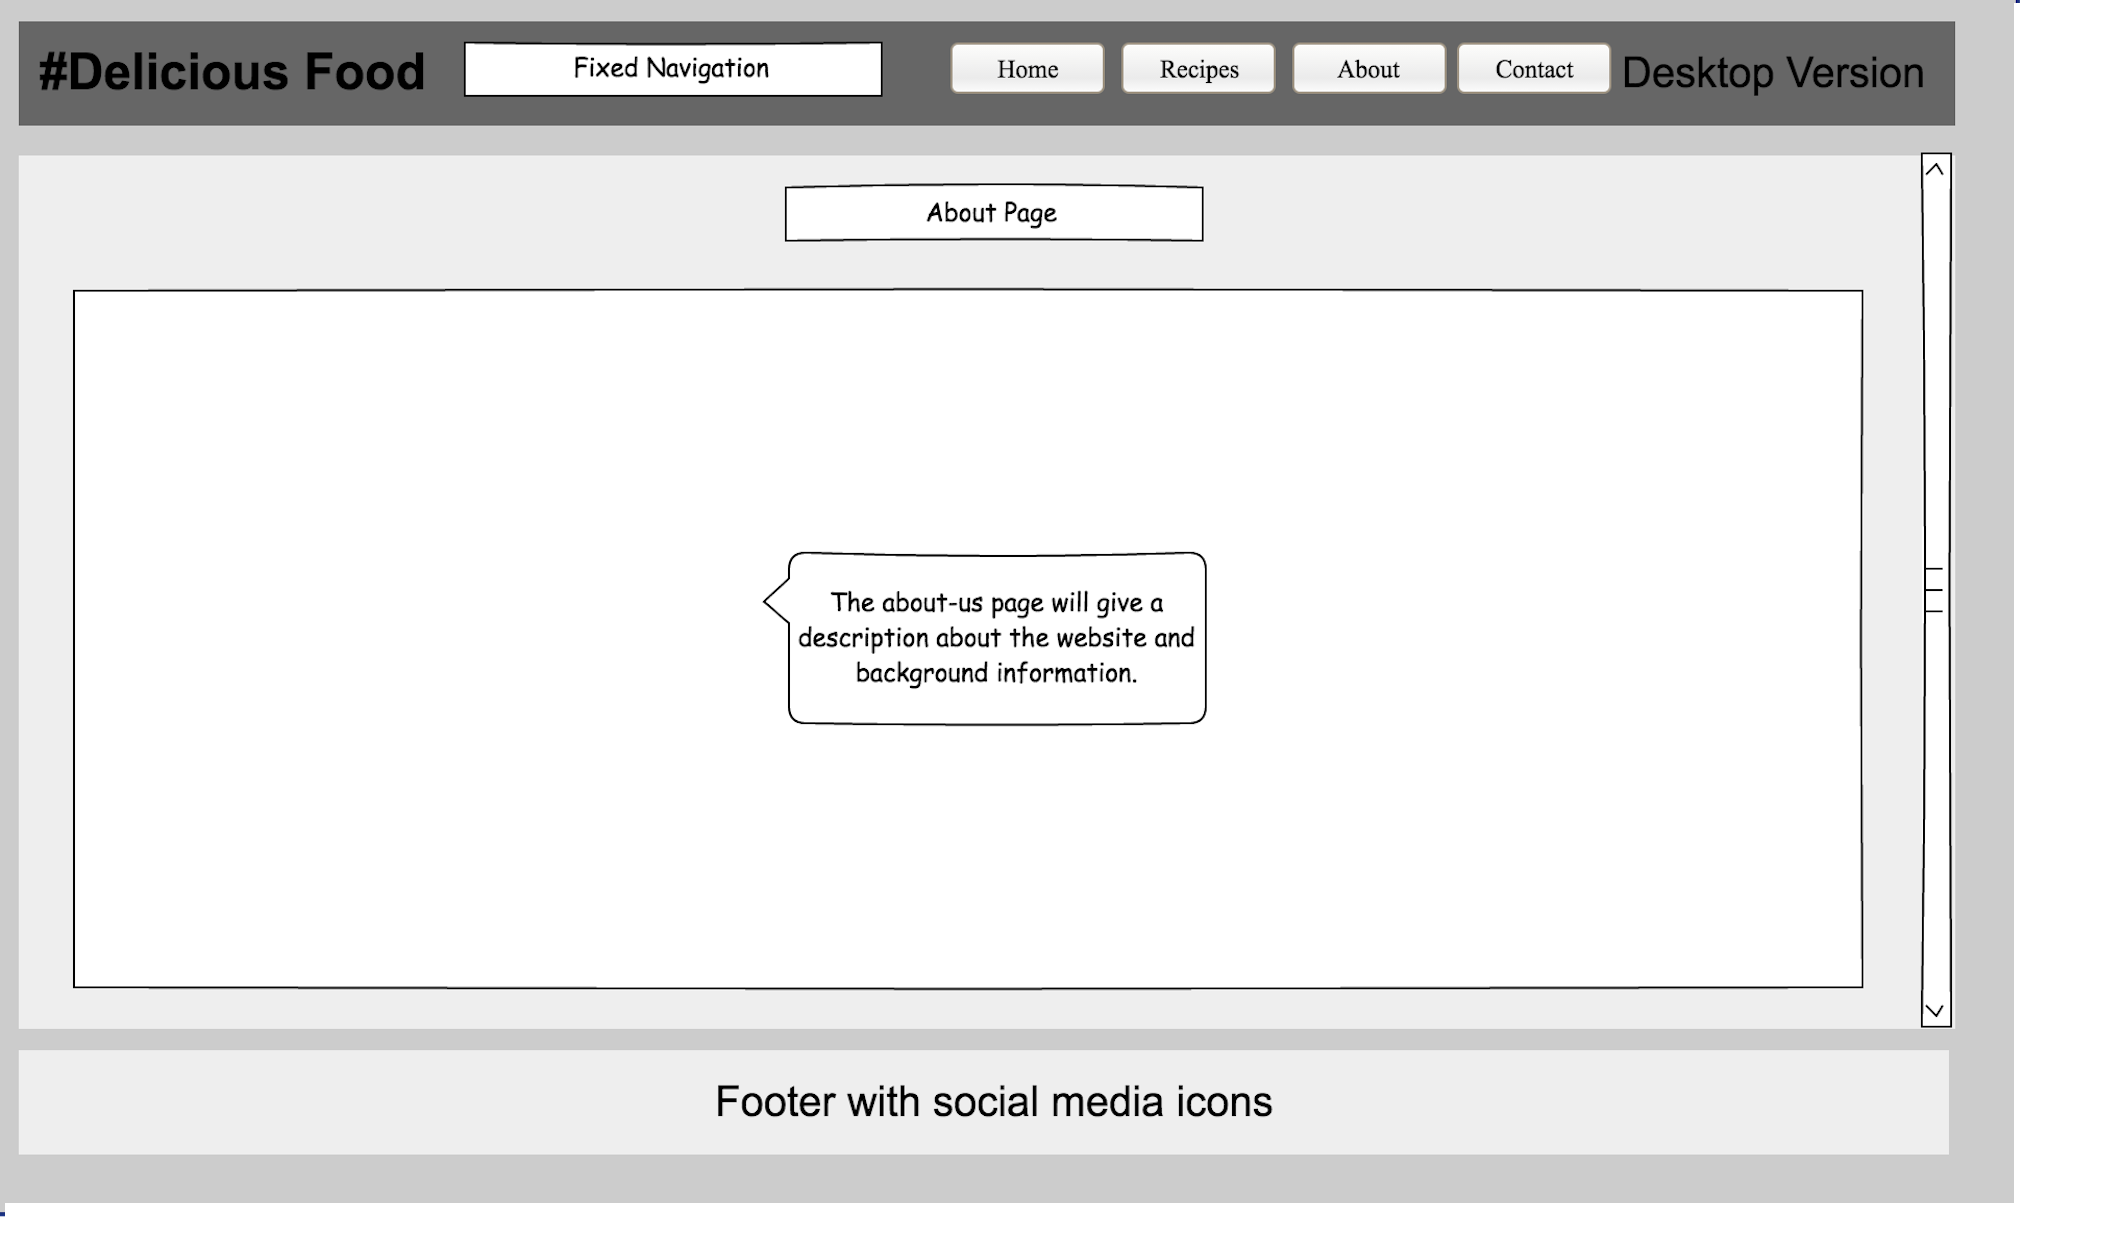 #Delicious Food
Fixed Navigation
Home
Recipes
About
Contact
Desktop Version
About Page
The about-us page will give a
description about the website and
background information.
Footer with social media icons